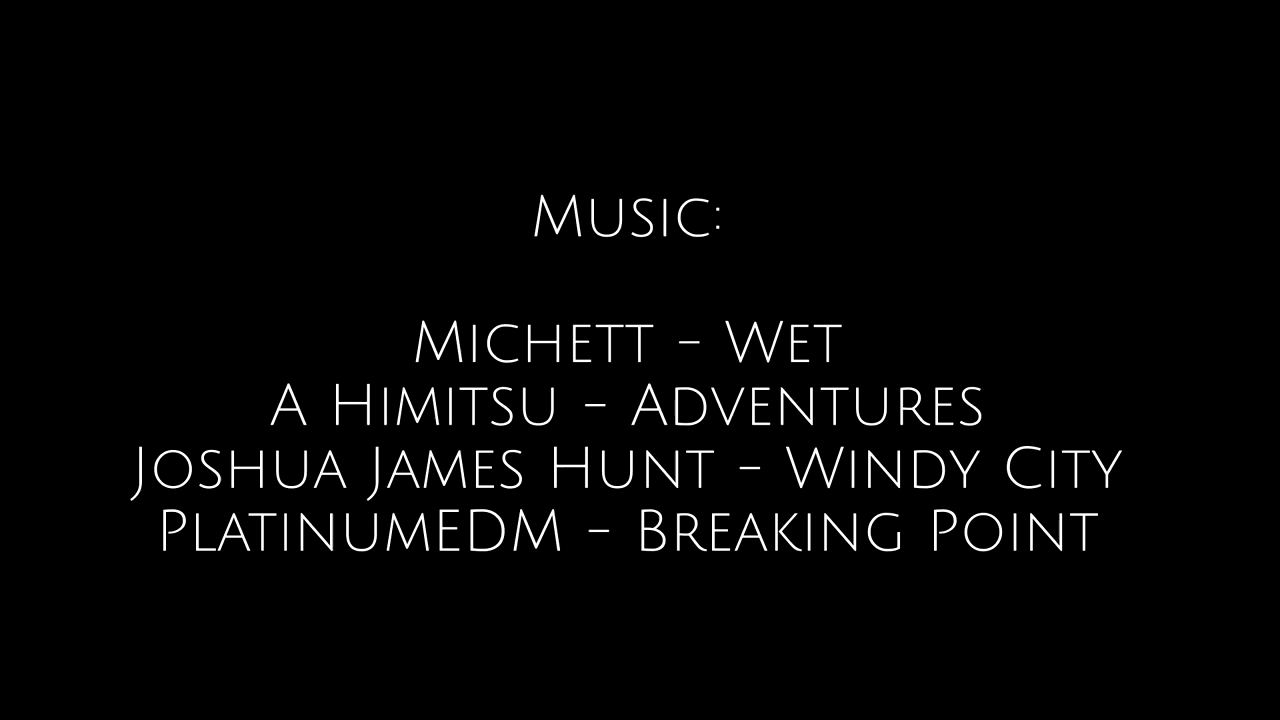 Music:
Michett - Wet
A Himitsu - Adventures
Joshua James Hunt - Windy City
PlatinumEDM - Breaking Point